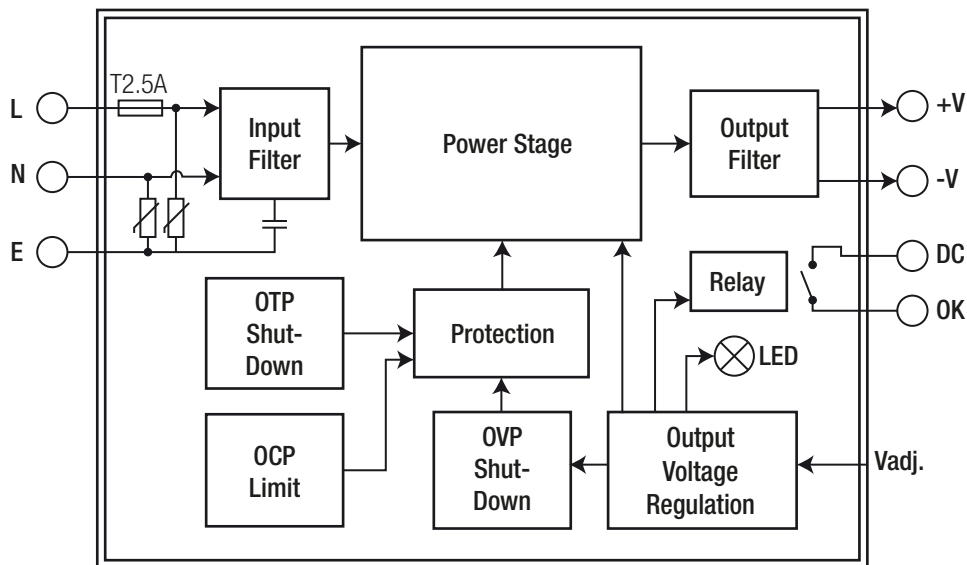 T2.5A
L
N
E
Input
Filter
Power Stage
Output
Filter
+V
-V
DC
OK
Relay
LED
OTP
Shut-
Down
Protection
OCP
Limit
OVP
Shut-
Down
Output
Voltage
Regulation
Vadj.